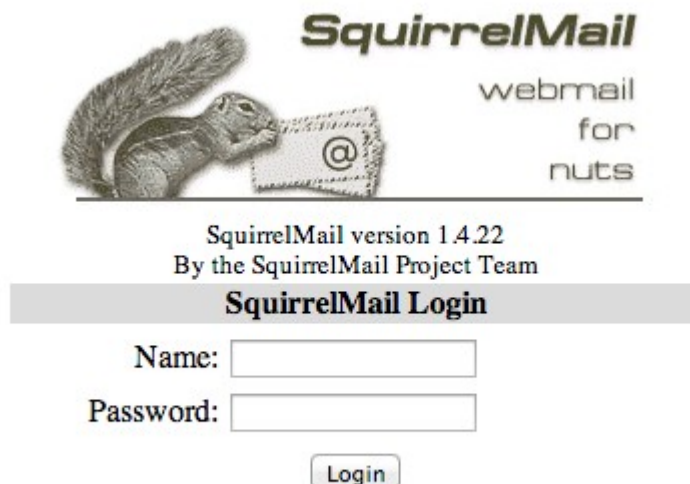 SquirrelMail
webmail
for
nuts
@
SquirrelMail version 1.4.22
By the SquirrelMail Project Team
SquirrelMail Login
Name:
Password:
Login